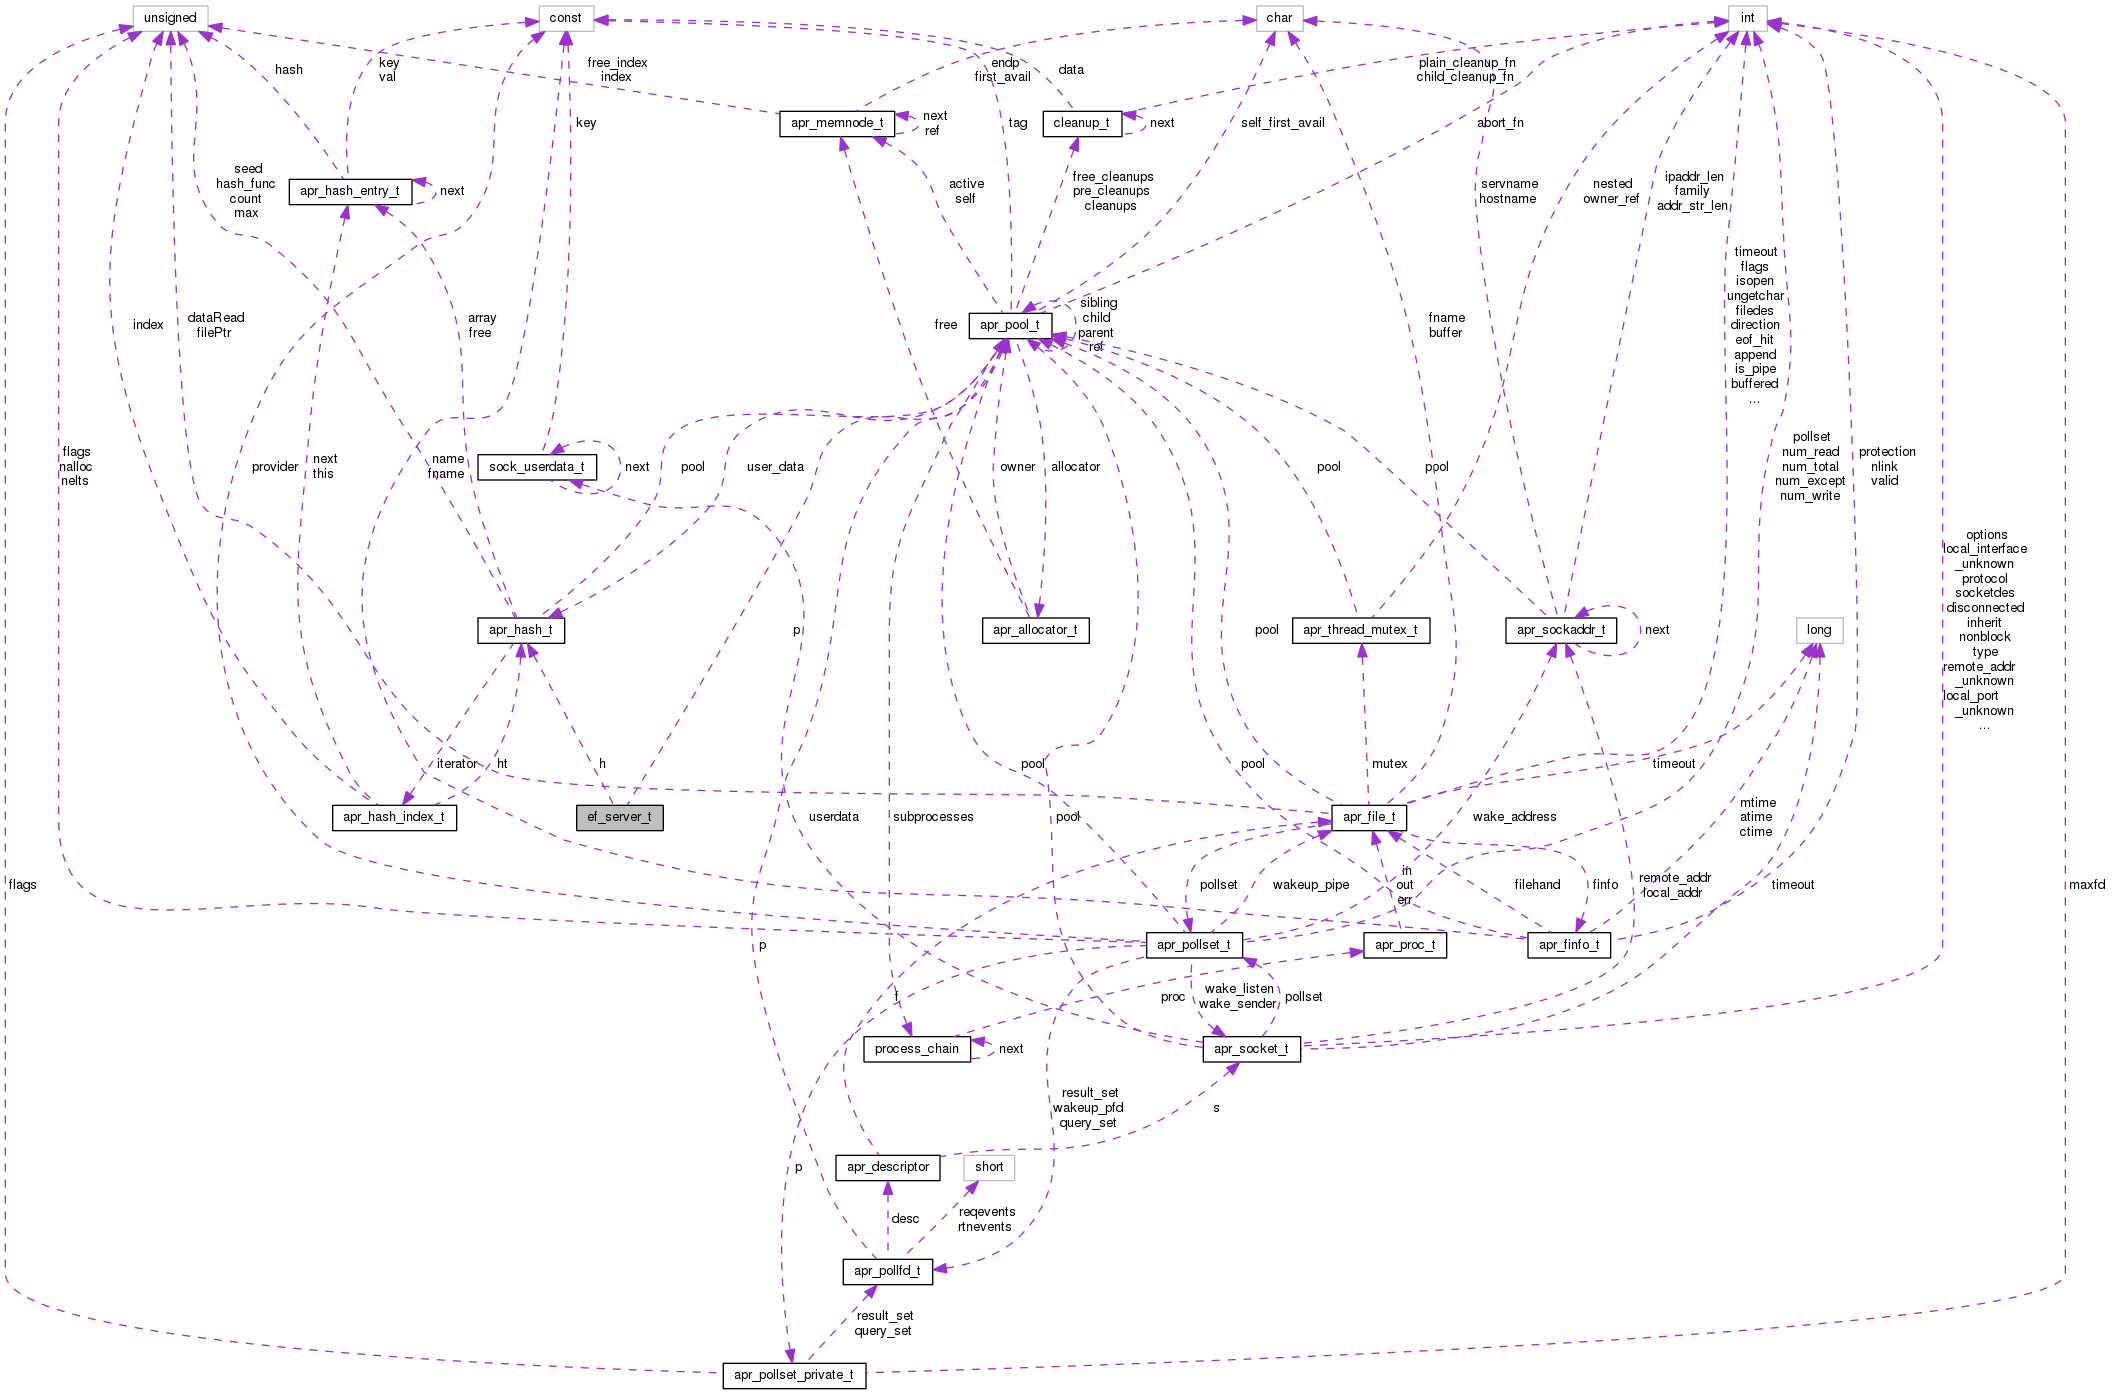 unsigned
const
char
int
key
val
free_index
index
endp
first_avail
data
plain_cleanup_fn
child_cleanup_fn
hash
apr_memnode_t
next
ref
cleanup_t
next
key
tag
self_first_avail
abort_fn
seed
hash_func
count
max
apr_hash_entry_t
next
active
self
free_cleanups
pre_cleanups
cleanups
servname
hostname
nested
owner_ref
ipaddr_len
family
addr_str_len
timeout
flags
isopen
ungetchar
filedes
direction
eof_hit
append
is_pipe
buffered
...
index
dataRead
filePtr
array
free
free
apr_pool_t
sibling
child
parent
ref
fname
buffer
flags
nalloc
nelts
provider
next
this
name
fname
sock_userdata_t
next
pool
user_data
owner
allocator
pool
pool
pollset
num_read
num_total
num_except
num_write
protection
nlink
valid
options
local_interface
_unknown
protocol
socketdes
disconnected
inherit
nonblock
type
remote_addr
_unknown
local_port
_unknown
...
apr_hash_t
p
apr_allocator_t
pool
apr_thread_mutex_t
apr_sockaddr_t
next
long
iterator
ht
h
pool
pool
mutex
timeout
apr_hash_index_t
ef_server_t
userdata
subprocesses
pool
apr_file_t
wake_address
mtime
atime
ctime
flags
pollset
wakeup_pipe
in
out
err
filehand
finfo
remote_addr
local_addr
timeout
maxfd
p
apr_pollset_t
apr_proc_t
apr_finfo_t
f
proc
wake_listen
wake_sender
pollset
process_chain
next
apr_socket_t
result_set
wakeup_pfd
query_set
s
p
apr_descriptor
short
desc
reqevents
rtnevents
apr_pollfd_t
result_set
query_set
apr_pollset_private_t